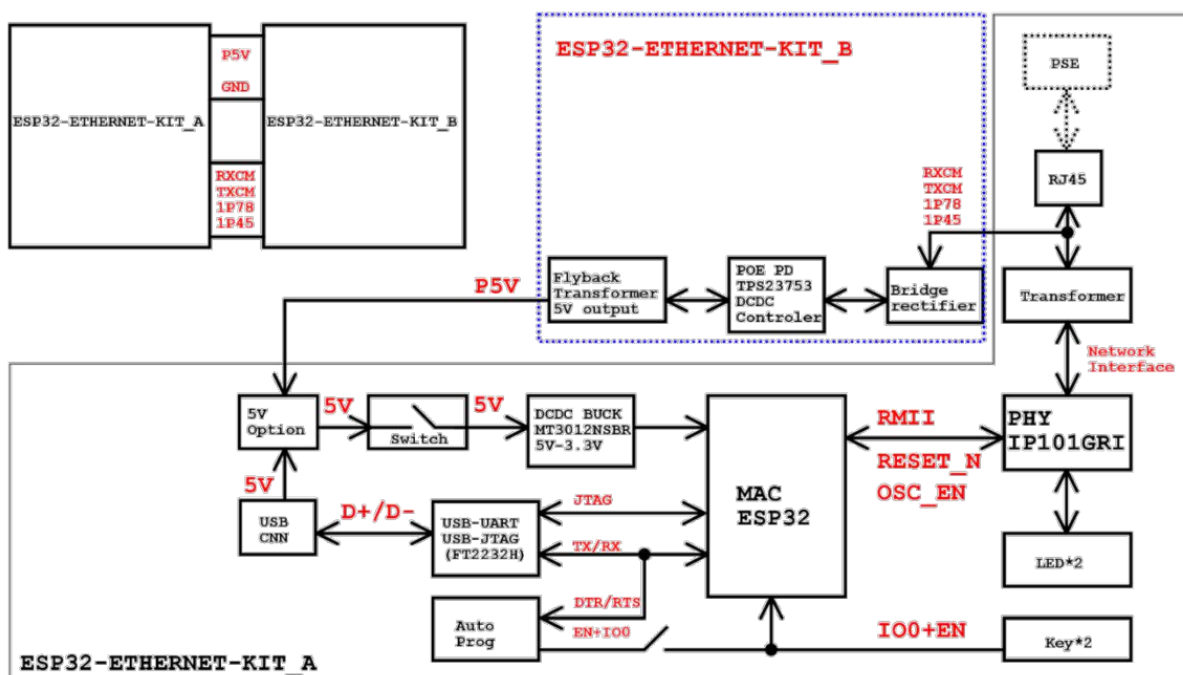 ESP32-ETHERNET-KIT_A
P5V
GND
RXCM
TXCM
1P78
1P45
ESP32-ETHERNET-KIT_B
ESP32-ETHERNET-KIT_B
PSE
RJ45
RXCM
TXCM
1P78
1P45
P5V
Flyback
Transformer
5V output
POE PD
TPS23753
DCDC
Controler
Bridge
rectifier
Transformer
Network
Interface
5V
Option
5V
Switch
5V
DCDC BUCK
MT3012NSBR
5V-3.3V
MAC
ESP32
RMII
RESET_N
OSC_EN
PHY
IP101GRI
5V
USB
CNN
D+/D-
USB-UART
USB-JTAG
(FT2232H)
JTAG
TX/RX
LED*2
DTR/RTS
Auto
Prog
EN+IO0
IO0+EN
Key*2
ESP32-ETHERNET-KIT_A